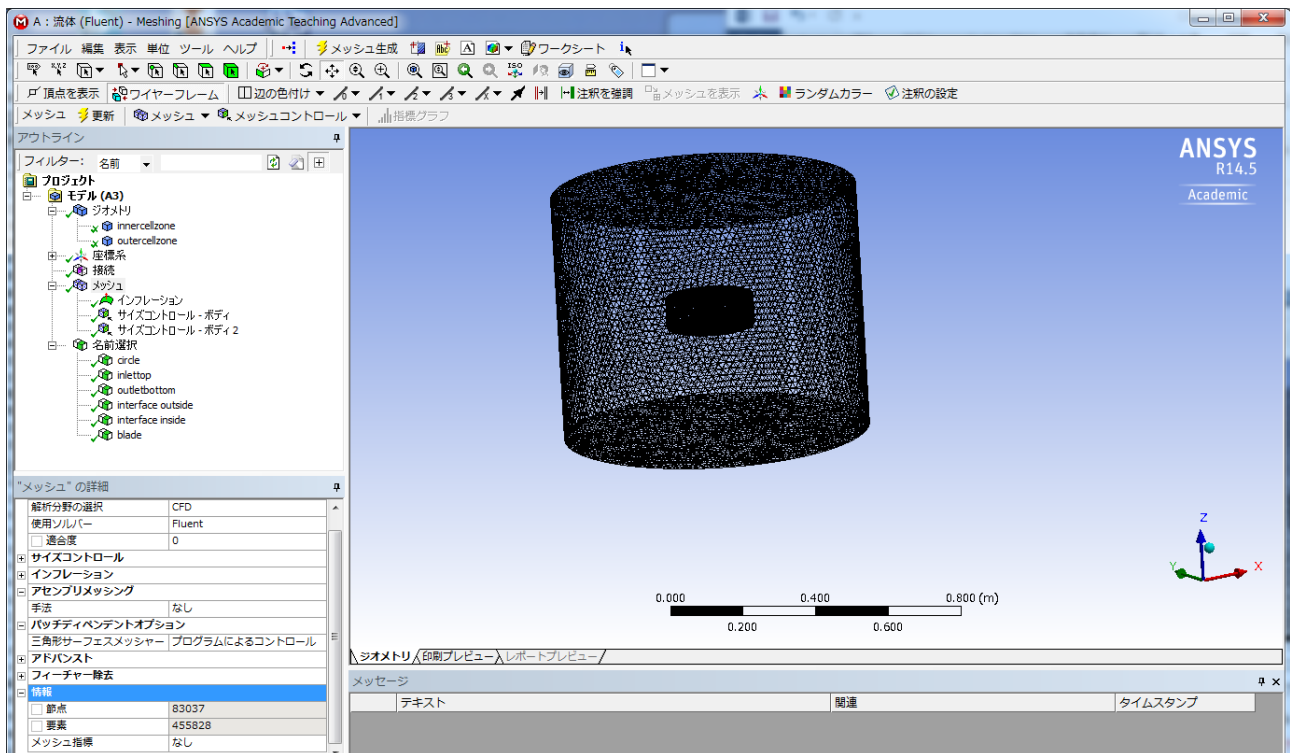 A : 流体 (Fluent) - Meshing [ANSYS Academic Teaching Advanced]
ファイル 編集 表示 単位 ツール ヘルプ メッシュ生成 A ワークシート
ISO
頂点を表示 ワイヤーフレーム 辺の色付け 注釈を強調 メッシュを表示 ランダムカラー 注釈の設定
メッシュ 更新 メッシュ メッシュコントロール 指標グラフ
アウトライン
フィルター: 名前
プロジェクト
モデル (A3)
ジオメトリ
innercellzone
outercellzone
座標系
接続
メッシュ
インフレーション
サイズコントロール - ボディ
サイズコントロール - ボディ 2
名前選択
circle
inlettop
outletbottom
interface outside
interface inside
blade
"メッシュ" の詳細
解析分野の選択 CFD
使用ソルバー Fluent
適合度 0
サイズコントロール
インフレーション
アセンブリメッシング
手法 なし
パッチディペンデントオプション
三角形サーフェスメッシャー プログラムによるコントロール
アドバンスト
フィーチャー除去
情報
節点 83037
要素 455828
メッシュ指標 なし
ANSYS
R14.5
Academic
Z
Y
X
0.000 0.400 0.800 (m)
0.200 0.600
ジオメトリ 印刷プレビュー レポートプレビュー
メッセージ
テキスト 関連 タイムスタンプ